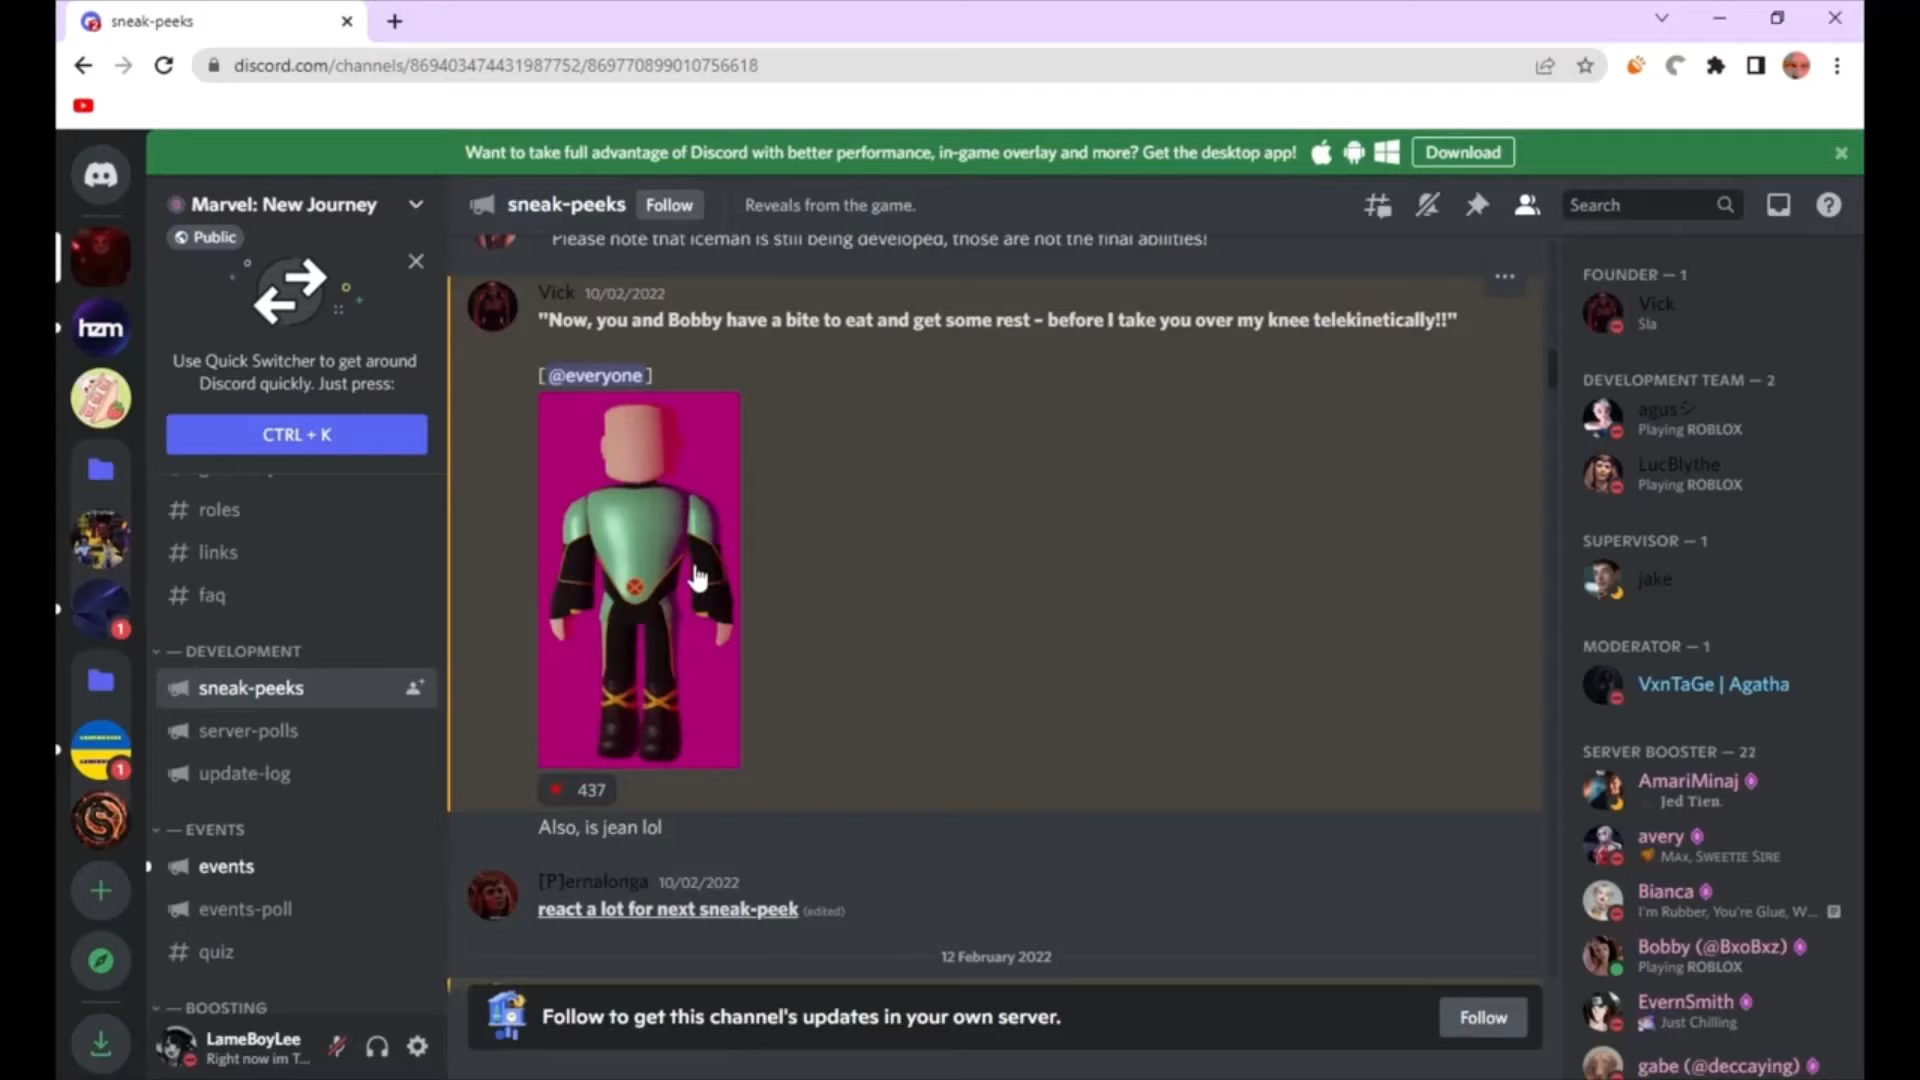 sneak-peeks
discord.com/channels/869403474431987752/869770899010756618
Want to take full advantage of Discord with better performance, in-game overlay and more? Get the desktop app!
Download
Marvel: New Journey
Public
Use Quick Switcher to get around
Discord quickly. Just press:
CTRL + K
# roles
# links
# faq
— DEVELOPMENT
sneak-peeks
server-polls
update-log
— EVENTS
events
events-poll
# quiz
— BOOSTING
LameBoyLee
Right now im T...
hzm
1
1
sneak-peeks
Follow
Reveals from the game.
Search
Please note that Iceman is still being developed, those are not the final abilities!
Vick 10/02/2022
"Now, you and Bobby have a bite to eat and get some rest – before I take you over my knee telekinetically!!"
[ @everyone ]
437
Also, is jean lol
[P]ernalonga 10/02/2022
react a lot for next sneak-peek (edited)
12 February 2022
Follow to get this channel's updates in your own server.
Follow
FOUNDER — 1
Vick
Sla
DEVELOPMENT TEAM — 2
agusシ
Playing ROBLOX
LucBlythe
Playing ROBLOX
SUPERVISOR — 1
jake
MODERATOR — 1
VxnTaGe | Agatha
SERVER BOOSTER — 22
AmariMinaj
Jed Tien.
avery
MAX, SWEETIE SIRE
Bianca
I'm Rubber, You're Glue, W...
Bobby (@BxoBxz)
Playing ROBLOX
EvernSmith
Just Chilling
gabe (@deccaying)